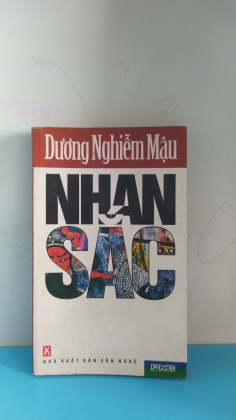 Dương Nghiễm Mậu
NHAN
SẮC
NHÀ XUẤT BẢN VĂN NGHỆ
PNC